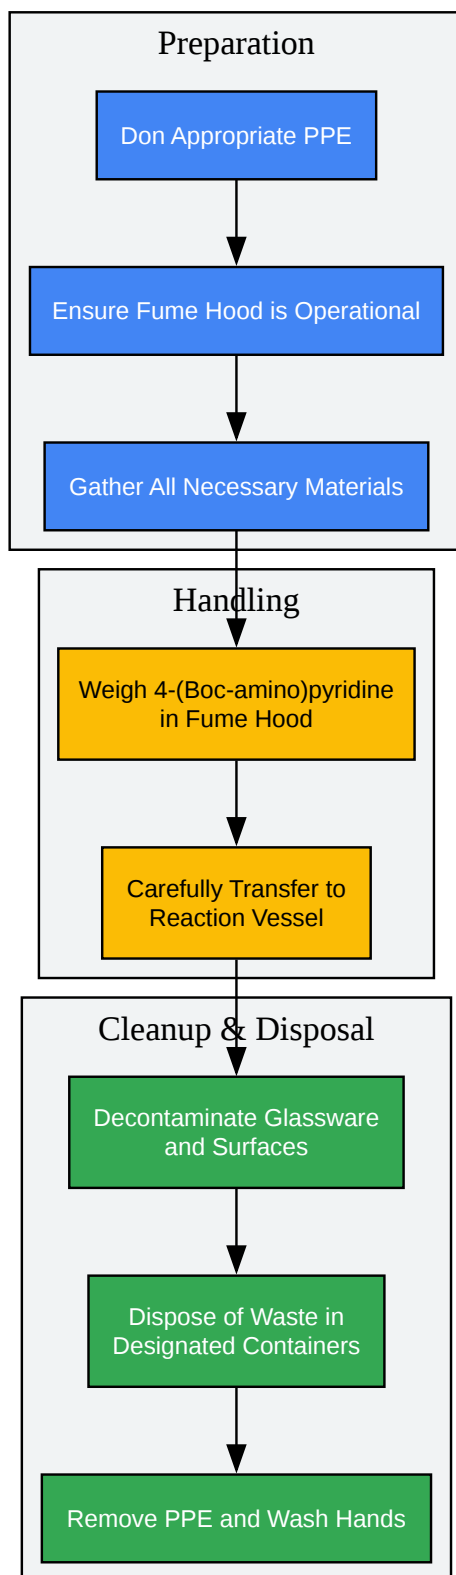 Preparation
Don Appropriate PPE
Ensure Fume Hood is Operational
Gather All Necessary Materials
Handling
Weigh 4-(Boc-amino)pyridine
in Fume Hood
Carefully Transfer to
Reaction Vessel
Cleanup & Disposal
Decontaminate Glassware
and Surfaces
Dispose of Waste in
Designated Containers
Remove PPE and Wash Hands